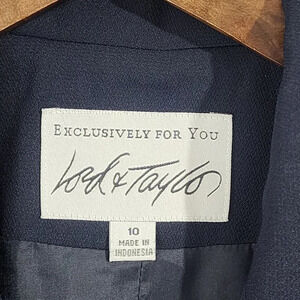 EXCLUSIVELY FOR YOU
Lord & Taylor
10
MADE IN
INDONESIA